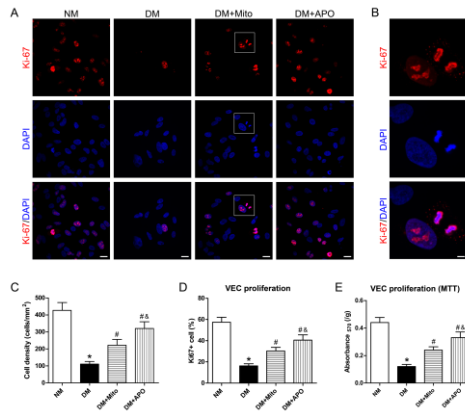 A
B
NM DM DM+Mito DM+APO
Ki-67
Ki-67
DAPI
DAPI
Ki-67/DAPI
Ki-67/DAPI
C
D
E
VEC proliferation
VEC proliferation (MTT)
Cell density (cells/mm²)
500
400
300
200
100
0
*
#
#&
NM DM DM+Mito DM+APO
Ki67+ cell (%)
80
60
40
20
0
*
#
#&
NM DM DM+Mito DM+APO
Absorbance 570 (/g)
0.6
0.4
0.2
0.0
*
#
#&
NM DM DM+Mito DM+APO